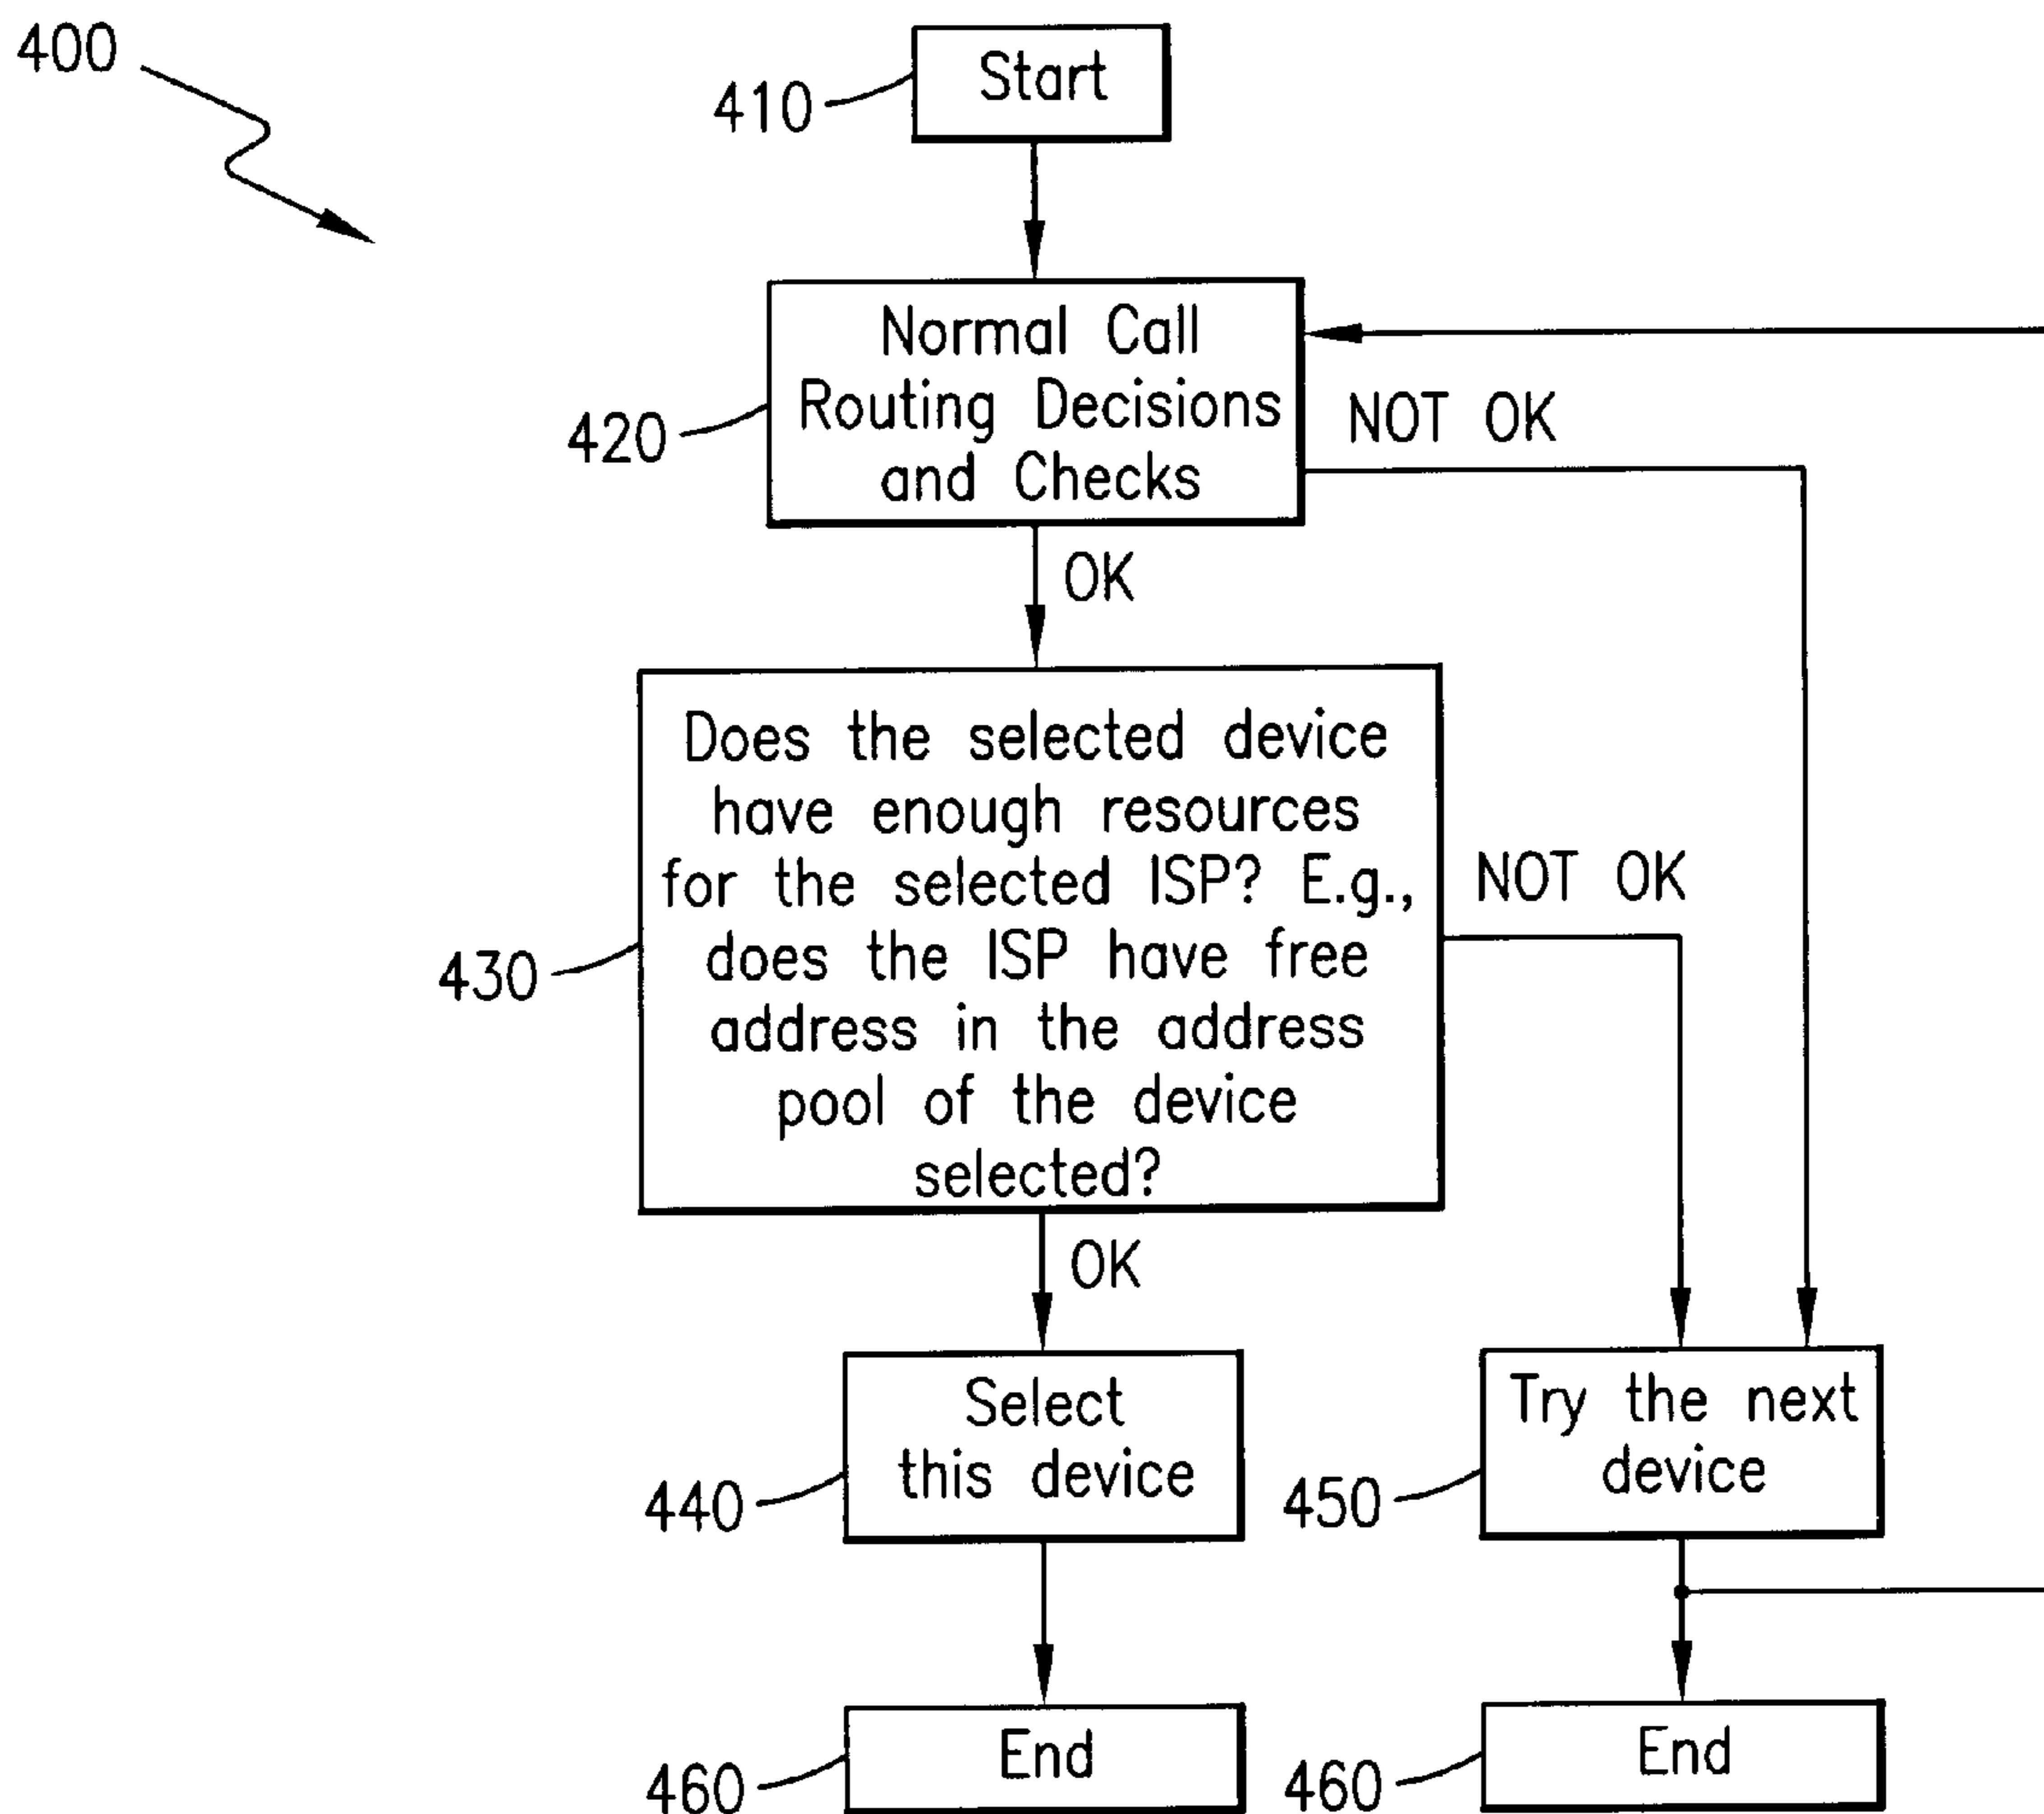 400
410
Start
420
Normal Call
Routing Decisions
and Checks
NOT OK
OK
430
Does the selected device
have enough resources
for the selected ISP? E.g.,
does the ISP have free
address in the address
pool of the device
selected?
NOT OK
OK
440
Select
this device
450
Try the next
device
460
End
460
End